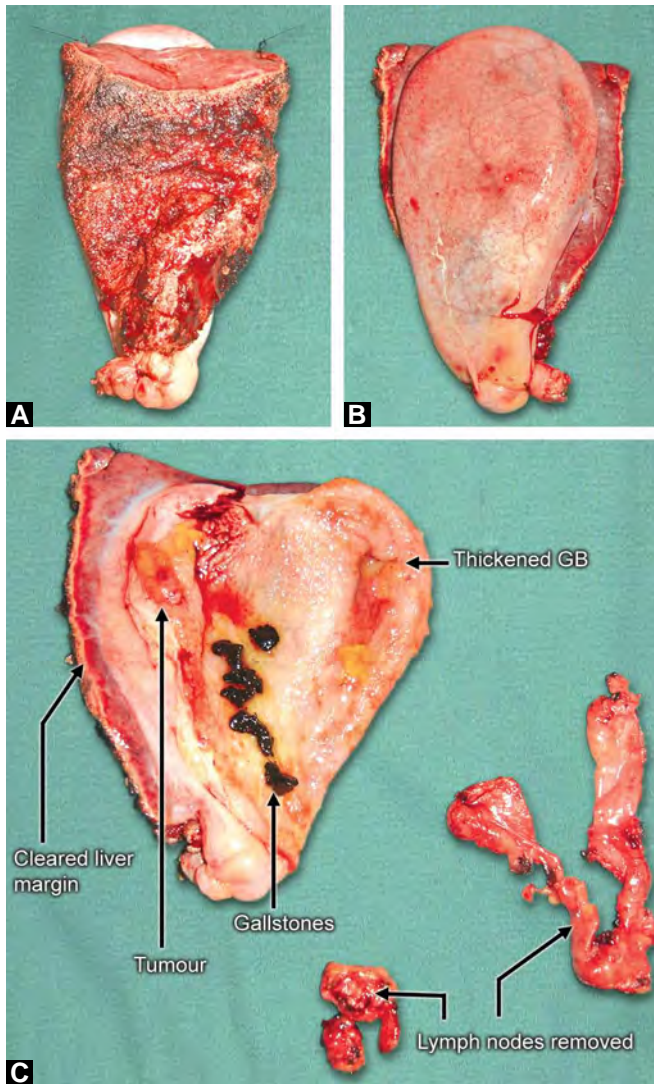 A
B
Thickened GB
Cleared liver
margin
Gallstones
Tumour
Lymph nodes removed
C